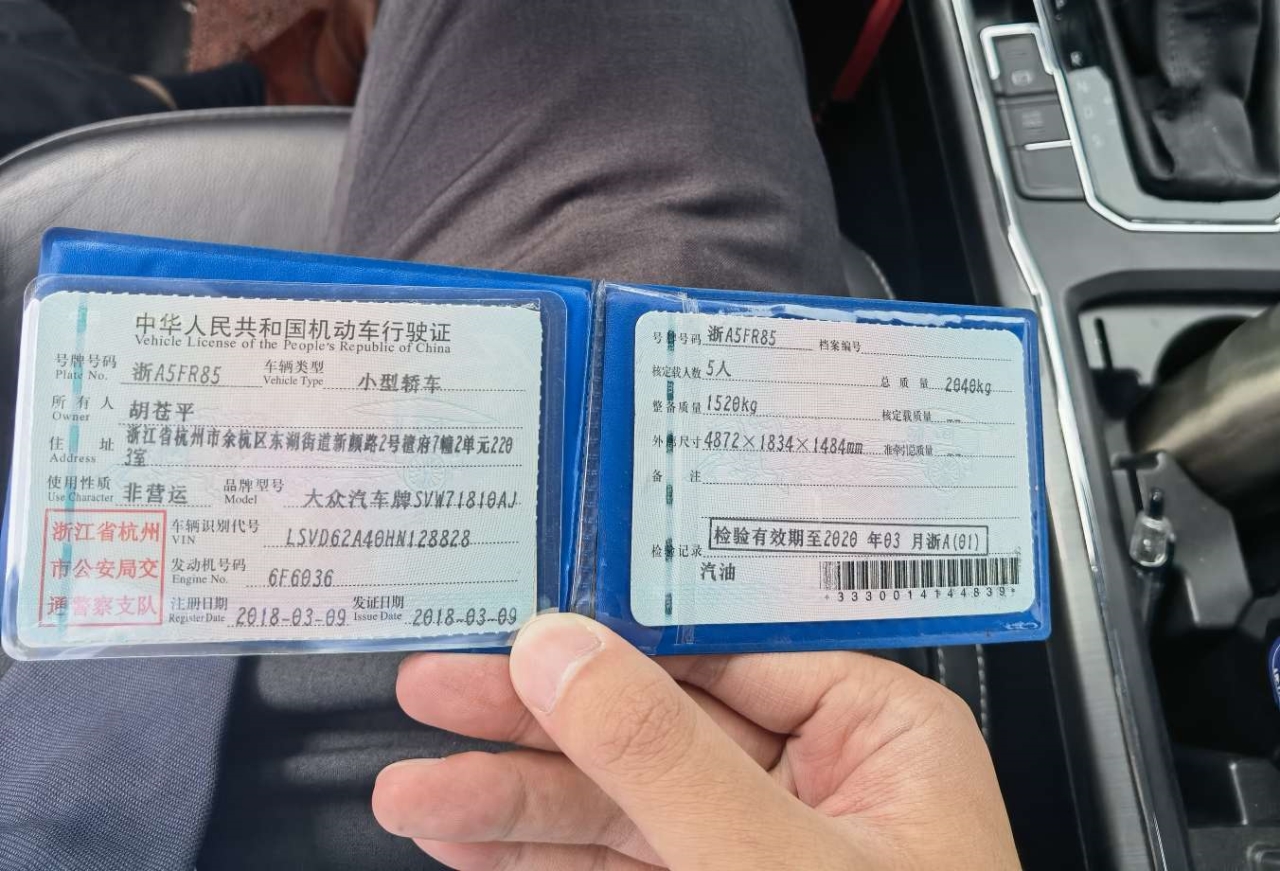 中华人民共和国机动车行驶证
Vehicle License of the People's Republic of China
号牌号码 浙A5FR85 车辆类型 小型轿车
Plate No. Vehicle Type
所有人 胡苍平
Owner
住址 浙江省杭州市余杭区东湖街道新颜路2号馥府7幢2单元220
Address 3室
使用性质 非营运 品牌型号 大众汽车牌SVW71810AJ
Use Character Model
浙江省杭州
市公安局交
通警察支队
车辆识别代号 LSVD62A40HN128828
VIN
发动机号码 6F6036
Engine No.
注册日期 2018-03-09 发证日期 2018-03-09
Register Date Issue Date
号牌号码 浙A5FR85 档案编号
核定载人数 5人 总质量 2040kg
整备质量 1520kg 核定载质量 --
外廓尺寸 4872×1834×1484mm 准牵引总质量 --
备注
检验有效期至2020 年03 月浙A(01)
检验记录
汽油
*3330014144839*